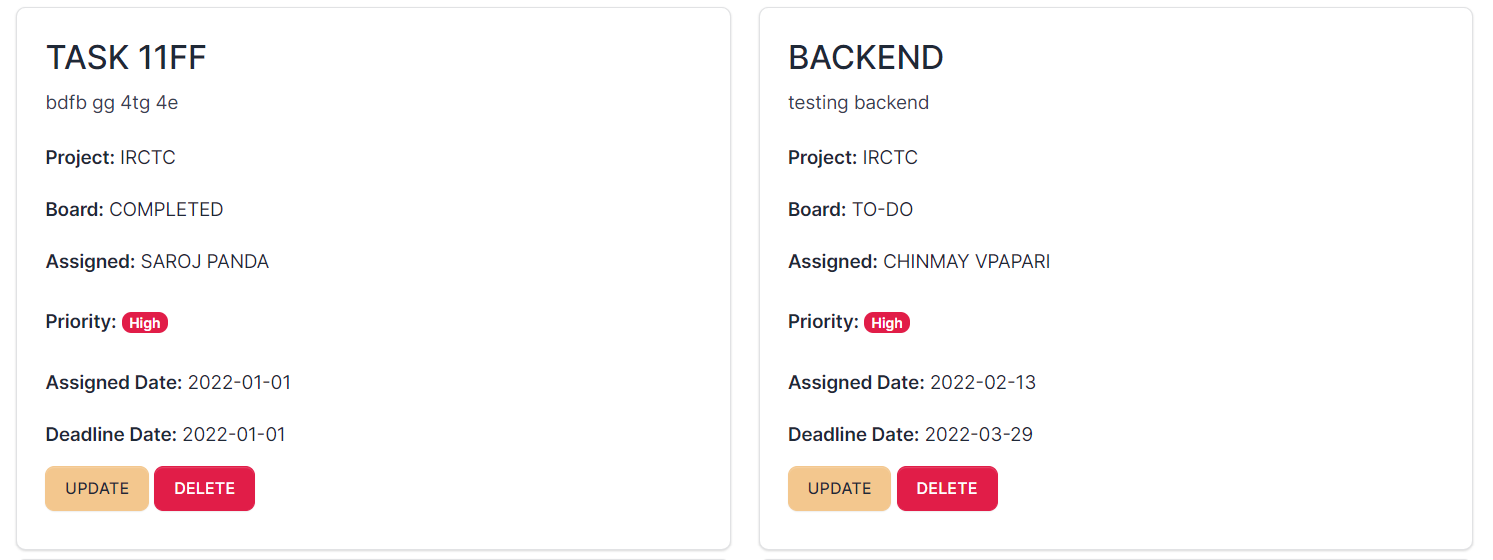 TASK 11FF
bdfb gg 4tg 4e
Project: IRCTC
Board: COMPLETED
Assigned: SAROJ PANDA
Priority: High
Assigned Date: 2022-01-01
Deadline Date: 2022-01-01
UPDATE DELETE
BACKEND
testing backend
Project: IRCTC
Board: TO-DO
Assigned: CHINMAY VPAPARI
Priority: High
Assigned Date: 2022-02-13
Deadline Date: 2022-03-29
UPDATE DELETE